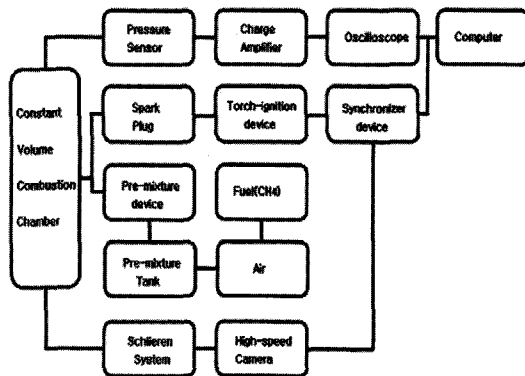 Pressure
Sensor
Charge
Amplifier
Oscilloscope
Computer
Constant
Volume
Combustion
Chamber
Spark
Plug
Torch-ignition
device
Synchronizer
device
Pre-mixture
device
Fuel(CH4)
Pre-mixture
Tank
Air
Schlieren
System
High-speed
Camera